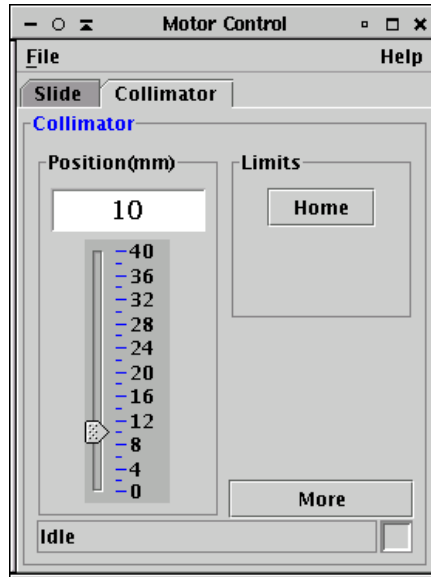 Motor Control
File Help
Slide Collimator
Collimator
Position(mm) Limits
10 Home
40
36
32
28
24
20
16
12
8
4
0
More
Idle